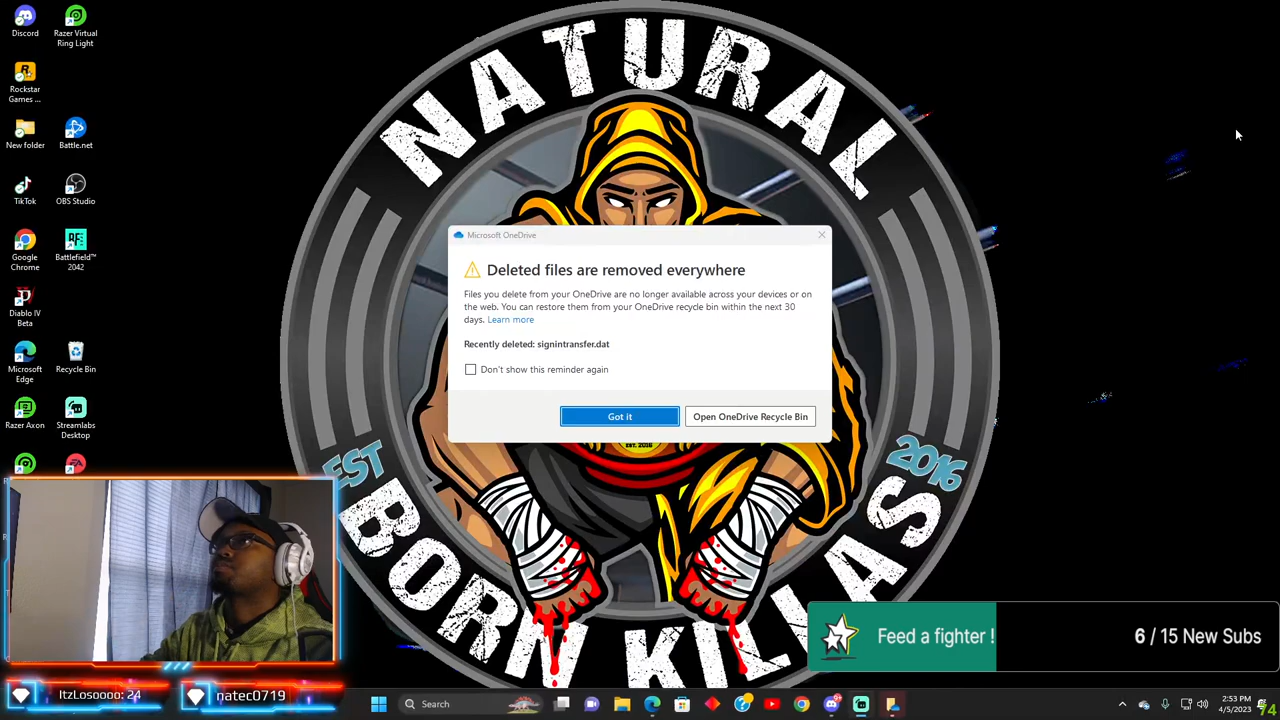 Discord
Razer Virtual
Ring Light
Rockstar
Games ...
New folder
Battle.net
TikTok
OBS Studio
Google
Chrome
Battlefield™
2042
Diablo IV
Beta
Microsoft
Edge
Recycle Bin
Razer Axon
Streamlabs
Desktop
NATURAL
Microsoft OneDrive
Deleted files are removed everywhere
Files you delete from your OneDrive are no longer available across your devices or on
the web. You can restore them from your OneDrive recycle bin within the next 30
days. Learn more
Recently deleted: signintransfer.dat
Don't show this reminder again
Got it
Open OneDrive Recycle Bin
EST. 2016
EST
2016
BORN KILLAS
Feed a fighter !
6 / 15 New Subs
ItzLosoooo: 24
natec0719
Search
2:53 PM
4/5/2023
74